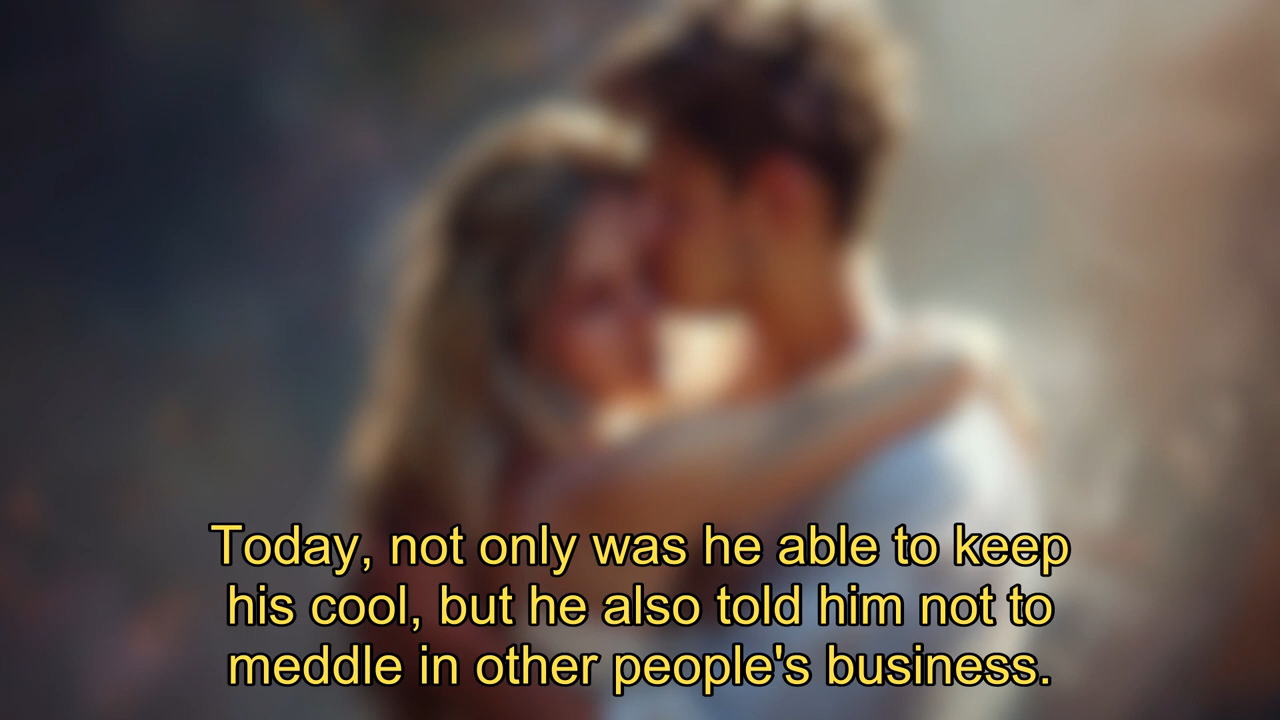 Today, not only was he able to keep
his cool, but he also told him not to
meddle in other people's business.